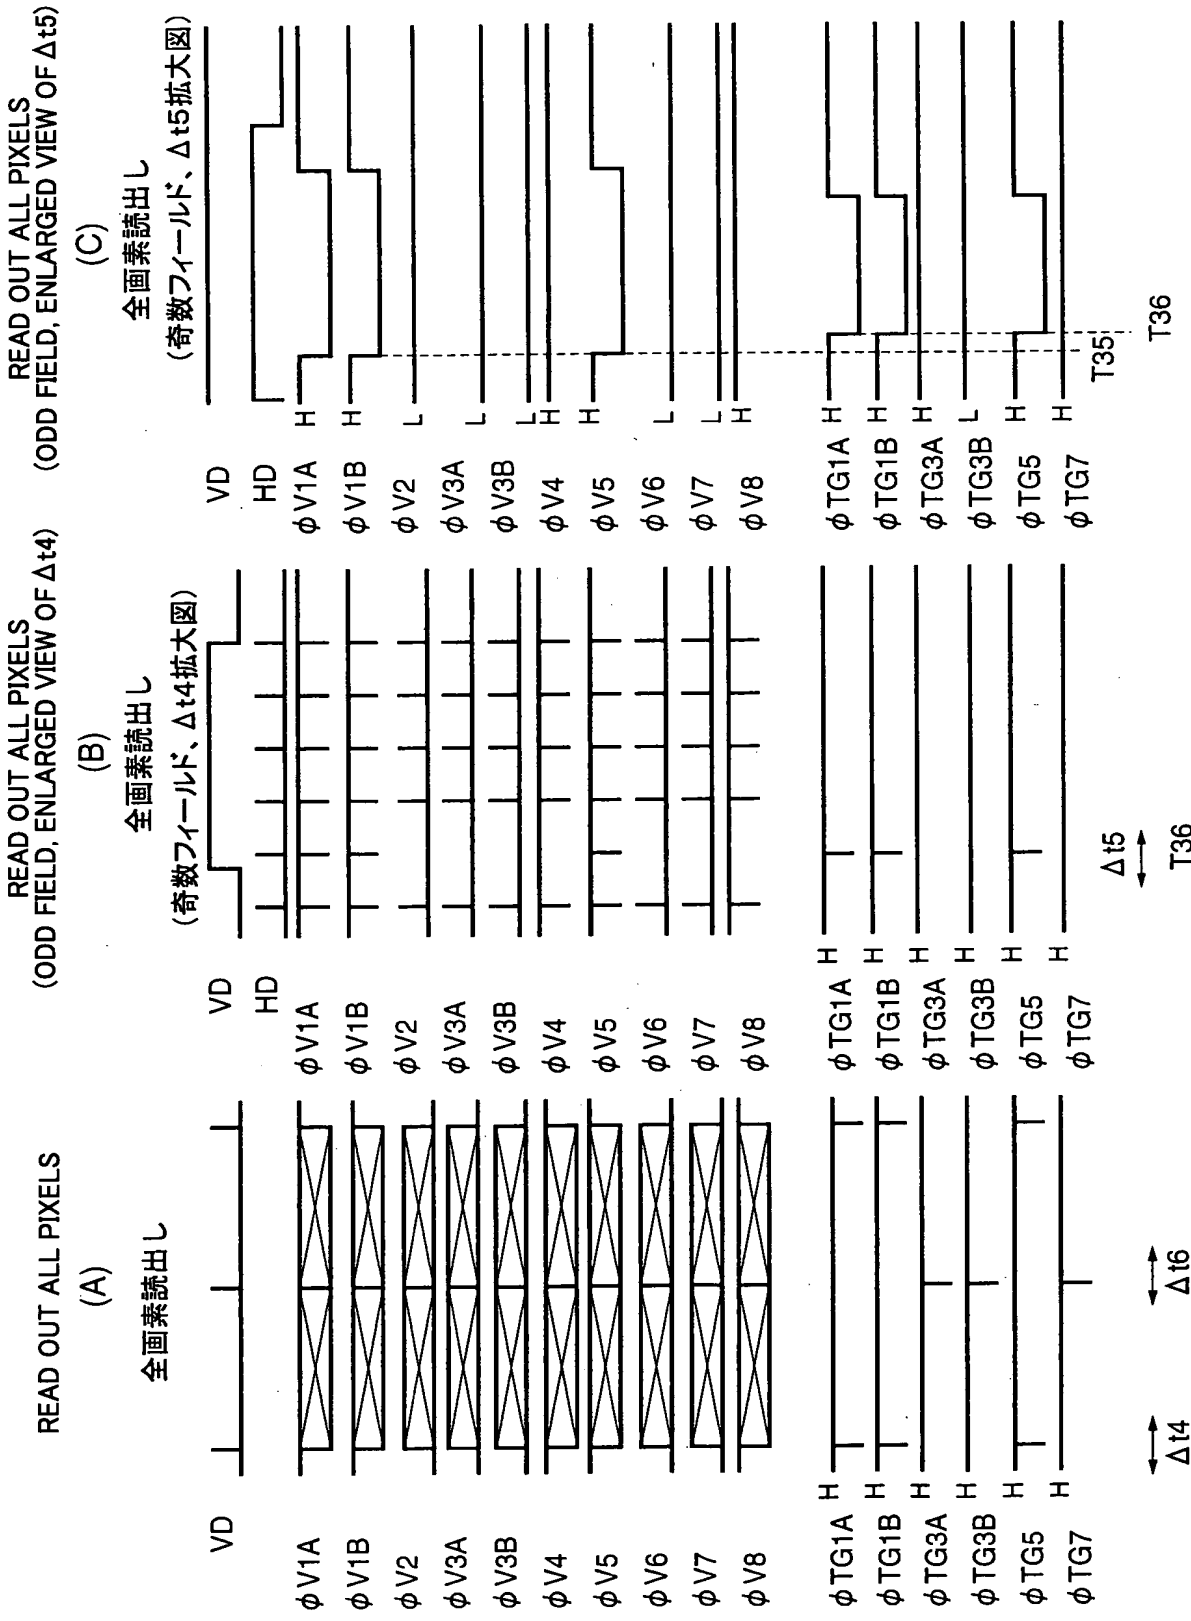 READ OUT ALL PIXELS
(A)
全画素読出し
VD
φV1A
φV1B
φV2
φV3A
φV3B
φV4
φV5
φV6
φV7
φV8
φTG1A H
φTG1B H
φTG3A H
φTG3B H
φTG5 H
φTG7 H
Δt4
Δt6
READ OUT ALL PIXELS
(ODD FIELD, ENLARGED VIEW OF Δt4)
(B)
全画素読出し
(奇数フィールド、Δt4拡大図)
VD
HD
φV1A
φV1B
φV2
φV3A
φV3B
φV4
φV5
φV6
φV7
φV8
φTG1A H
φTG1B H
φTG3A H
φTG3B H
φTG5 H
φTG7 H
Δt5
T36
READ OUT ALL PIXELS
(ODD FIELD, ENLARGED VIEW OF Δt5)
(C)
全画素読出し
(奇数フィールド、Δt5拡大図)
VD
HD
φV1A H
φV1B H
φV2 L
φV3A L
φV3B L
φV4 H
φV5 H
φV6 L
φV7 L
φV8 H
φTG1A H
φTG1B H
φTG3A H
φTG3B L
φTG5 H
φTG7 H
T35
T36